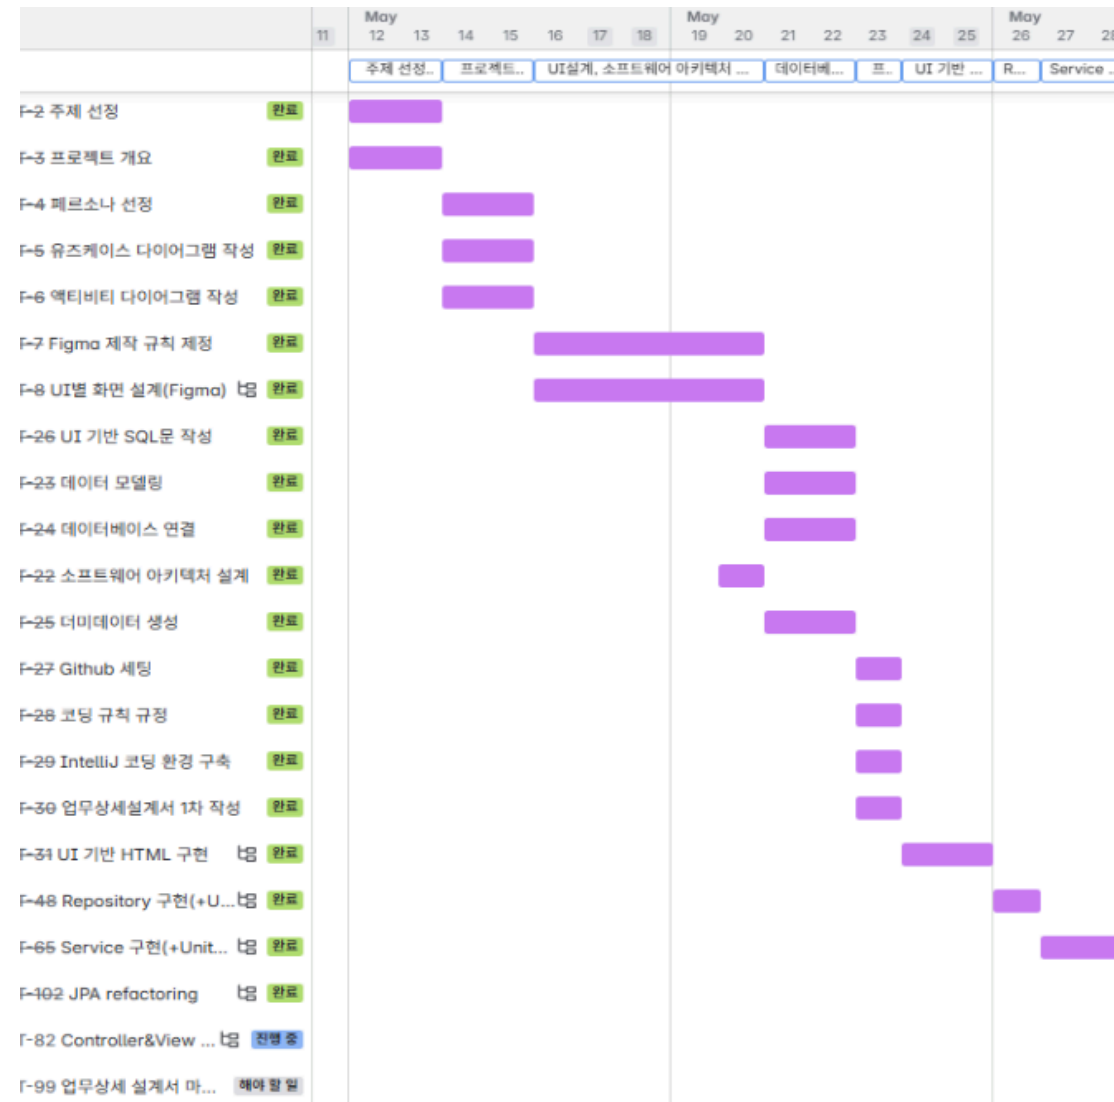 May May May
11 12 13 14 15 16 17 18 19 20 21 22 23 24 25 26 27 28
주제 선정.. 프로젝트.. UI설계, 소프트웨어 아키텍처 ... 데이터베... 프.. UI 기반 ... R... Service ..
T-2 주제 선정 완료
T-3 프로젝트 개요 완료
T-4 페르소나 선정 완료
T-5 유즈케이스 다이어그램 작성 완료
T-6 액티비티 다이어그램 작성 완료
T-7 Figma 제작 규칙 제정 완료
T-8 UI별 화면 설계(Figma) 완료
T-26 UI 기반 SQL문 작성 완료
T-23 데이터 모델링 완료
T-24 데이터베이스 연결 완료
T-22 소프트웨어 아키텍처 설계 완료
T-25 더미데이터 생성 완료
T-27 Github 세팅 완료
T-28 코딩 규칙 규정 완료
T-29 IntelliJ 코딩 환경 구축 완료
T-30 업무상세설계서 1차 작성 완료
T-31 UI 기반 HTML 구현 완료
T-48 Repository 구현(+U... 완료
T-65 Service 구현(+Unit... 완료
T-102 JPA refactoring 완료
T-82 Controller&View ... 진행 중
T-99 업무상세 설계서 마... 해야 할 일